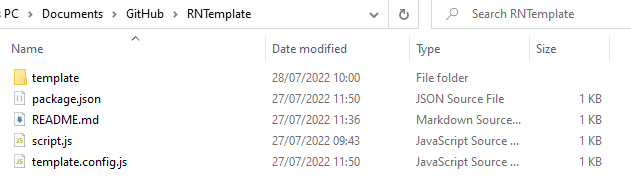 s PC > Documents > GitHub > RNTemplate
Search RNTemplate
Name Date modified Type Size
template 28/07/2022 10:00 File folder
package.json 27/07/2022 11:50 JSON Source File 1 KB
README.md 27/07/2022 11:36 Markdown Source... 1 KB
script.js 27/07/2022 09:43 JavaScript Source ... 1 KB
template.config.js 27/07/2022 11:50 JavaScript Source ... 1 KB